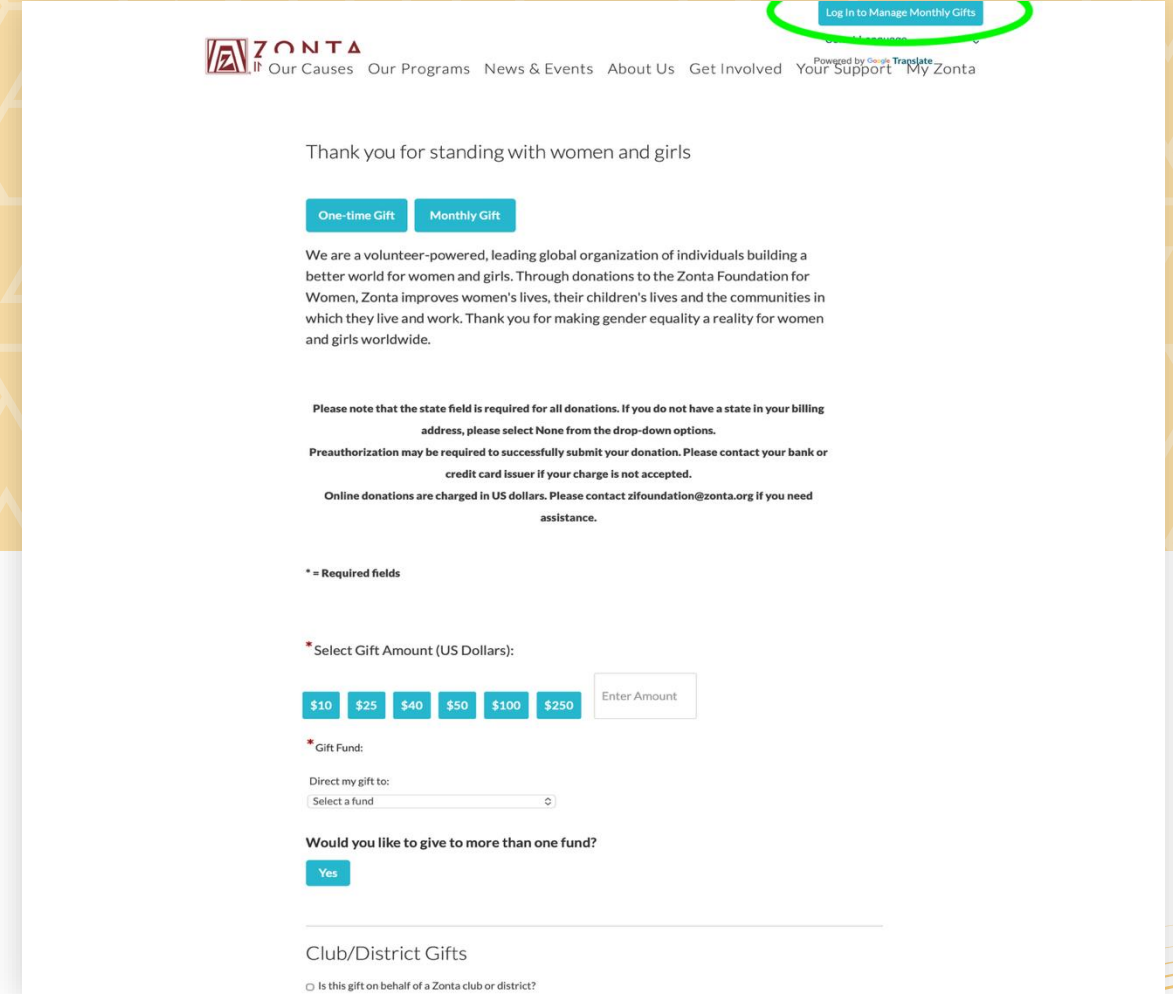 Log In to Manage Monthly Gifts
ZONTA
Our Causes Our Programs News & Events About Us Get Involved Your Support My Zonta
Powered by Google Translate
Thank you for standing with women and girls
One-time Gift Monthly Gift
We are a volunteer-powered, leading global organization of individuals building a
better world for women and girls. Through donations to the Zonta Foundation for
Women, Zonta improves women's lives, their children's lives and the communities in
which they live and work. Thank you for making gender equality a reality for women
and girls worldwide.
Please note that the state field is required for all donations. If you do not have a state in your billing
address, please select None from the drop-down options.
Preauthorization may be required to successfully submit your donation. Please contact your bank or
credit card issuer if your charge is not accepted.
Online donations are charged in US dollars. Please contact zifoundation@zonta.org if you need
assistance.
* = Required fields
* Select Gift Amount (US Dollars):
$10 $25 $40 $50 $100 $250 Enter Amount
* Gift Fund:
Direct my gift to:
Select a fund
Would you like to give to more than one fund?
Yes
Club/District Gifts
Is this gift on behalf of a Zonta club or district?